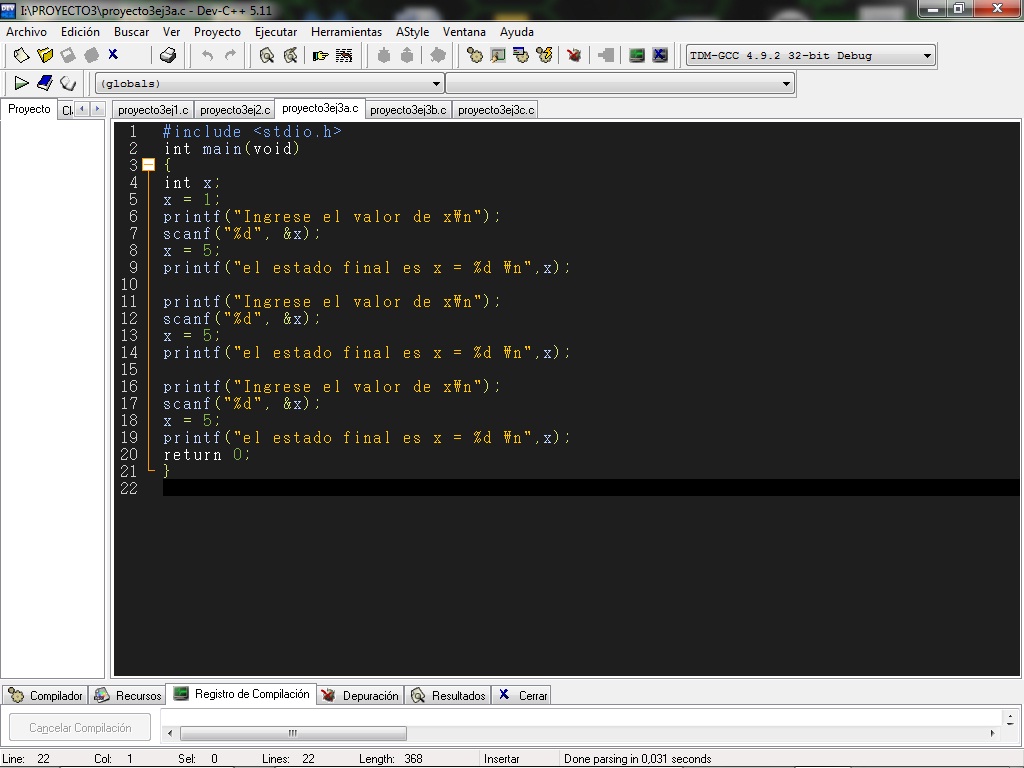 I:\PROYECTO3\proyecto3ej3a.c - Dev-C++ 5.11
Archivo Edición Buscar Ver Proyecto Ejecutar Herramientas AStyle Ventana Ayuda
TDM-GCC 4.9.2 32-bit Debug
(globals)
Proyecto
proyecto3ej1.c proyecto3ej2.c proyecto3ej3a.c proyecto3ej3b.c proyecto3ej3c.c
1 #include <stdio.h>
2 int main(void)
3 {
4 int x;
5 x = 1;
6 printf("Ingrese el valor de x₩n");
7 scanf("%d", &x);
8 x = 5;
9 printf("el estado final es x = %d ₩n",x);
10
11 printf("Ingrese el valor de x₩n");
12 scanf("%d", &x);
13 x = 5;
14 printf("el estado final es x = %d ₩n",x);
15
16 printf("Ingrese el valor de x₩n");
17 scanf("%d", &x);
18 x = 5;
19 printf("el estado final es x = %d ₩n",x);
20 return 0;
21 }
22
Compilador Recursos Registro de Compilación Depuración Resultados Cerrar
Cancelar Compilación
Line: 22 Col: 1 Sel: 0 Lines: 22 Length: 368 Insertar Done parsing in 0,031 seconds